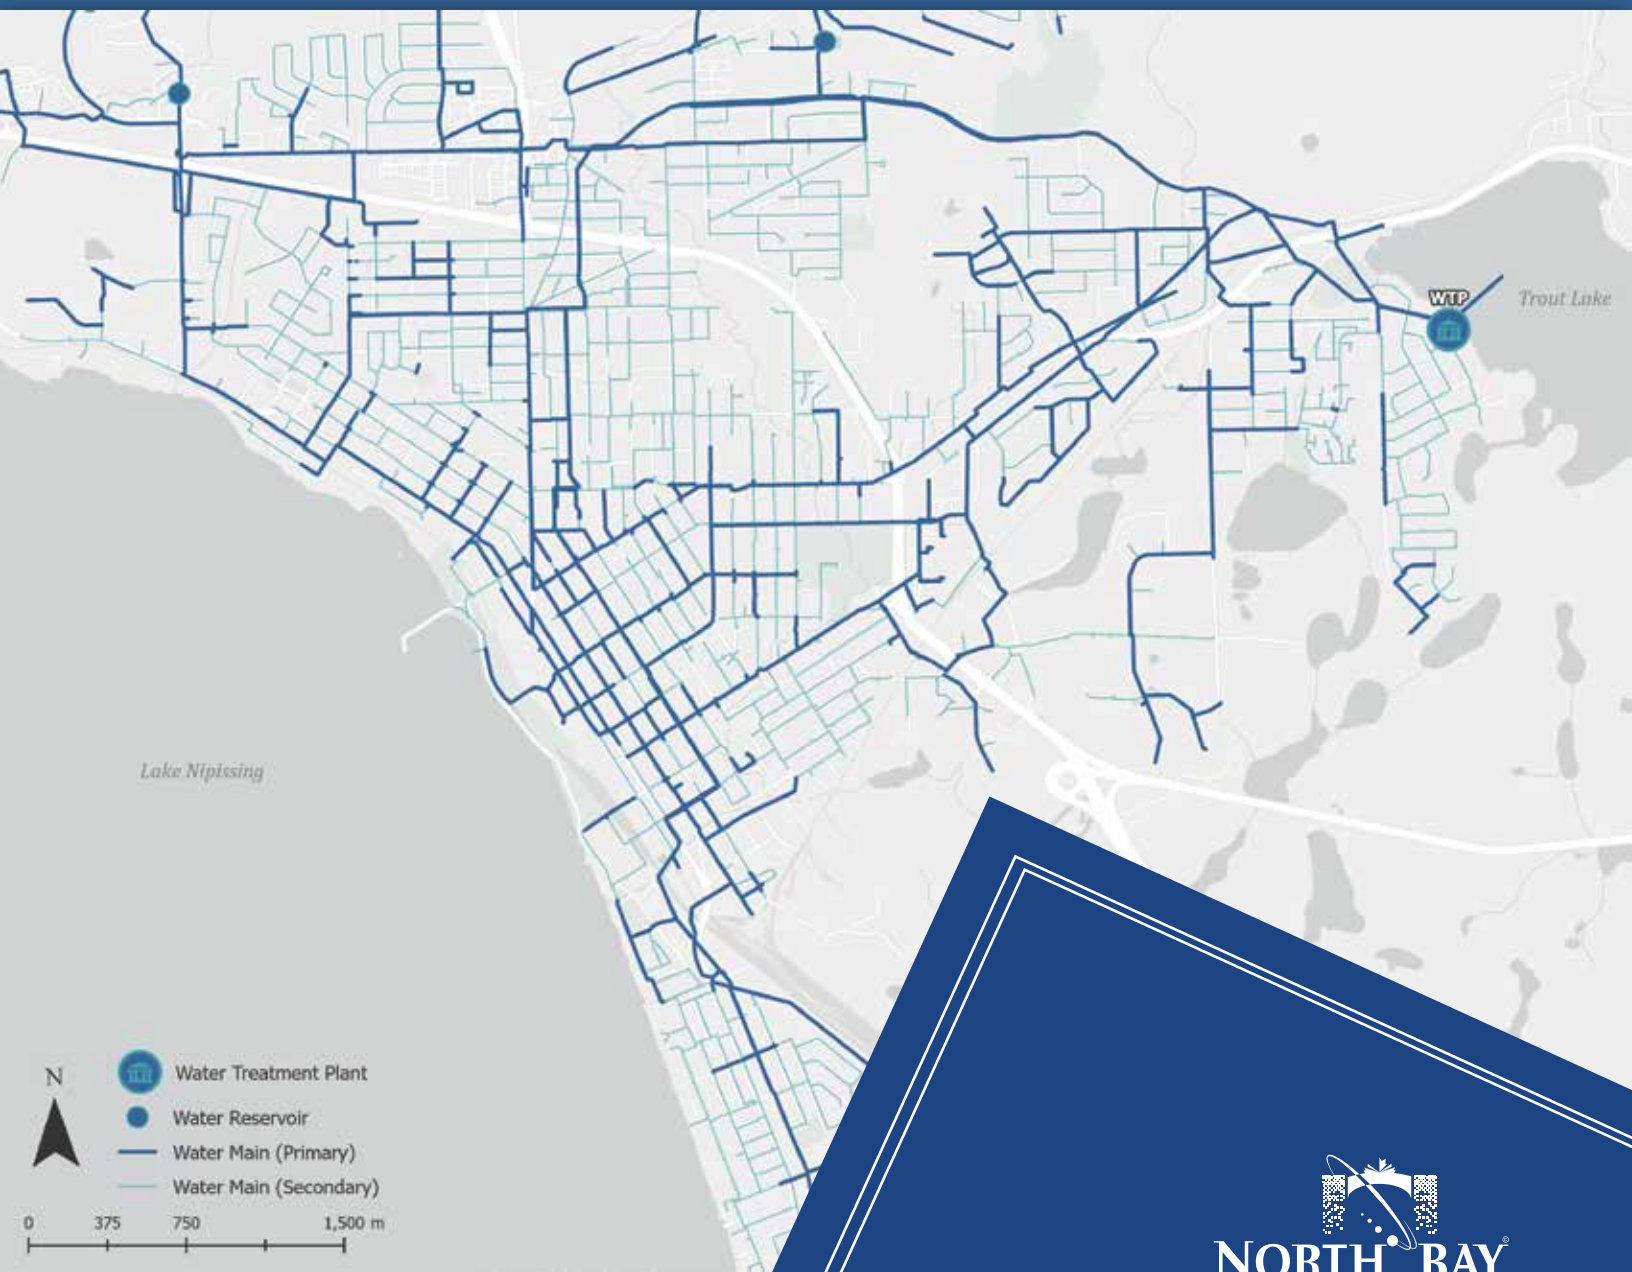 WTP
Trout Lake
Lake Nipissing
N
Water Treatment Plant
Water Reservoir
Water Main (Primary)
Water Main (Secondary)
0 375 750 1,500 m
NORTH BAY©